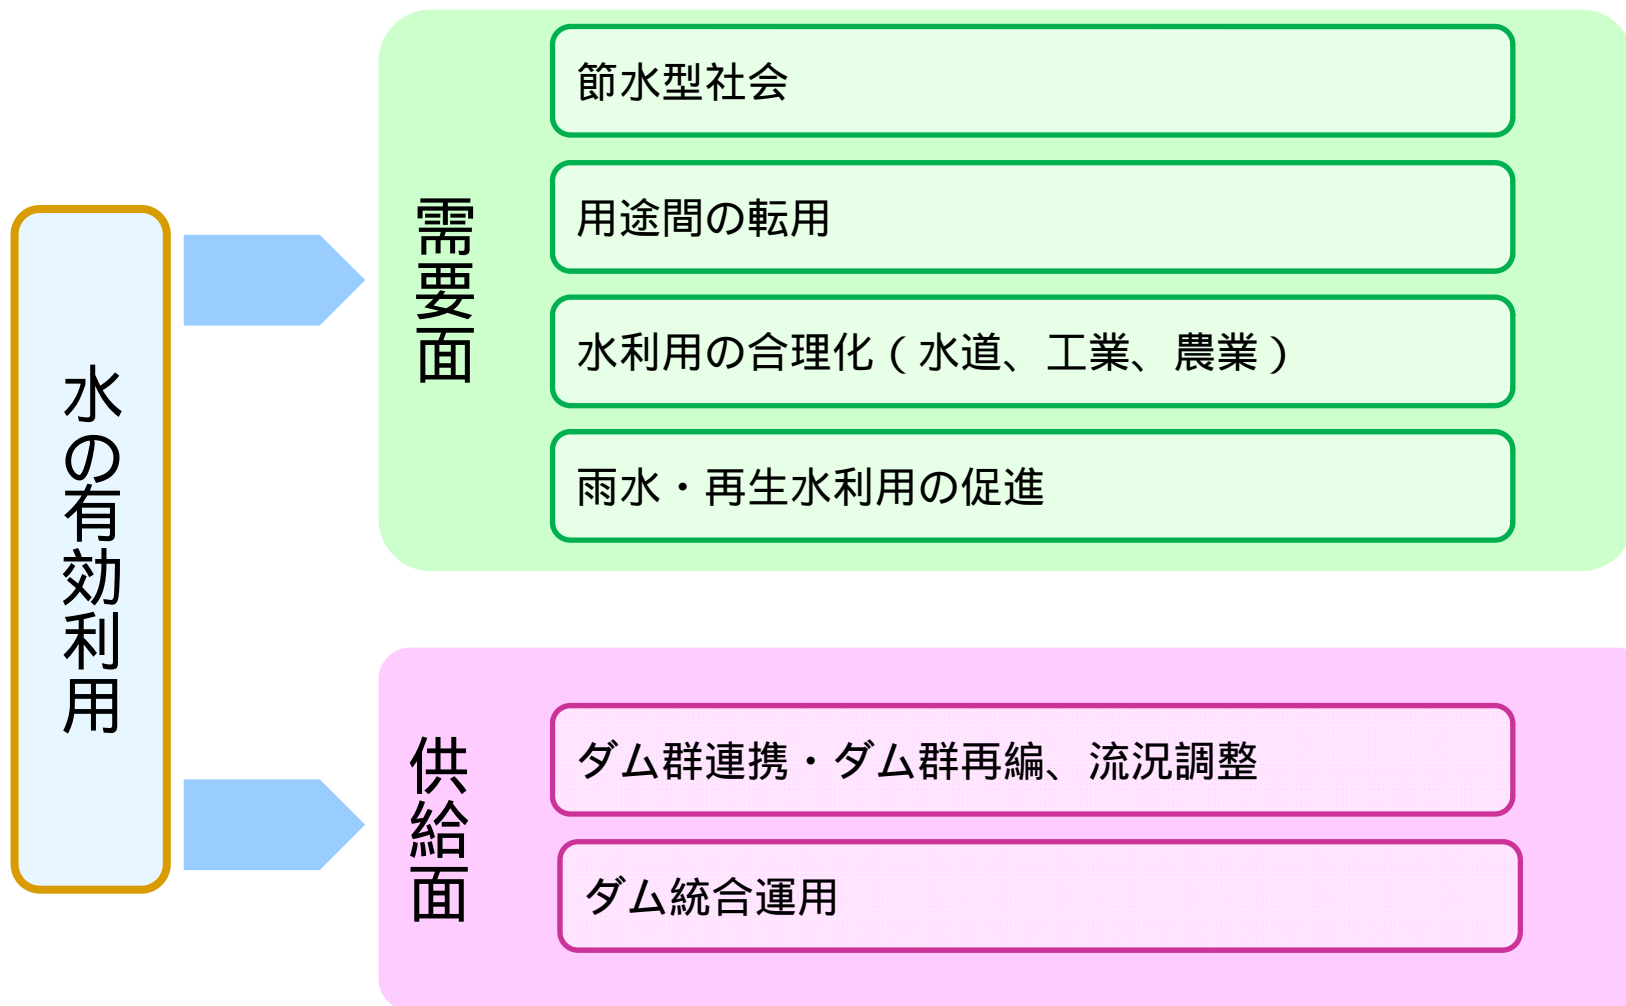 水の有効利用
需要面
節水型社会
用途間の転用
水利用の合理化（水道、工業、農業）
雨水・再生水利用の促進
供給面
ダム群連携・ダム群再編、流況調整
ダム統合運用